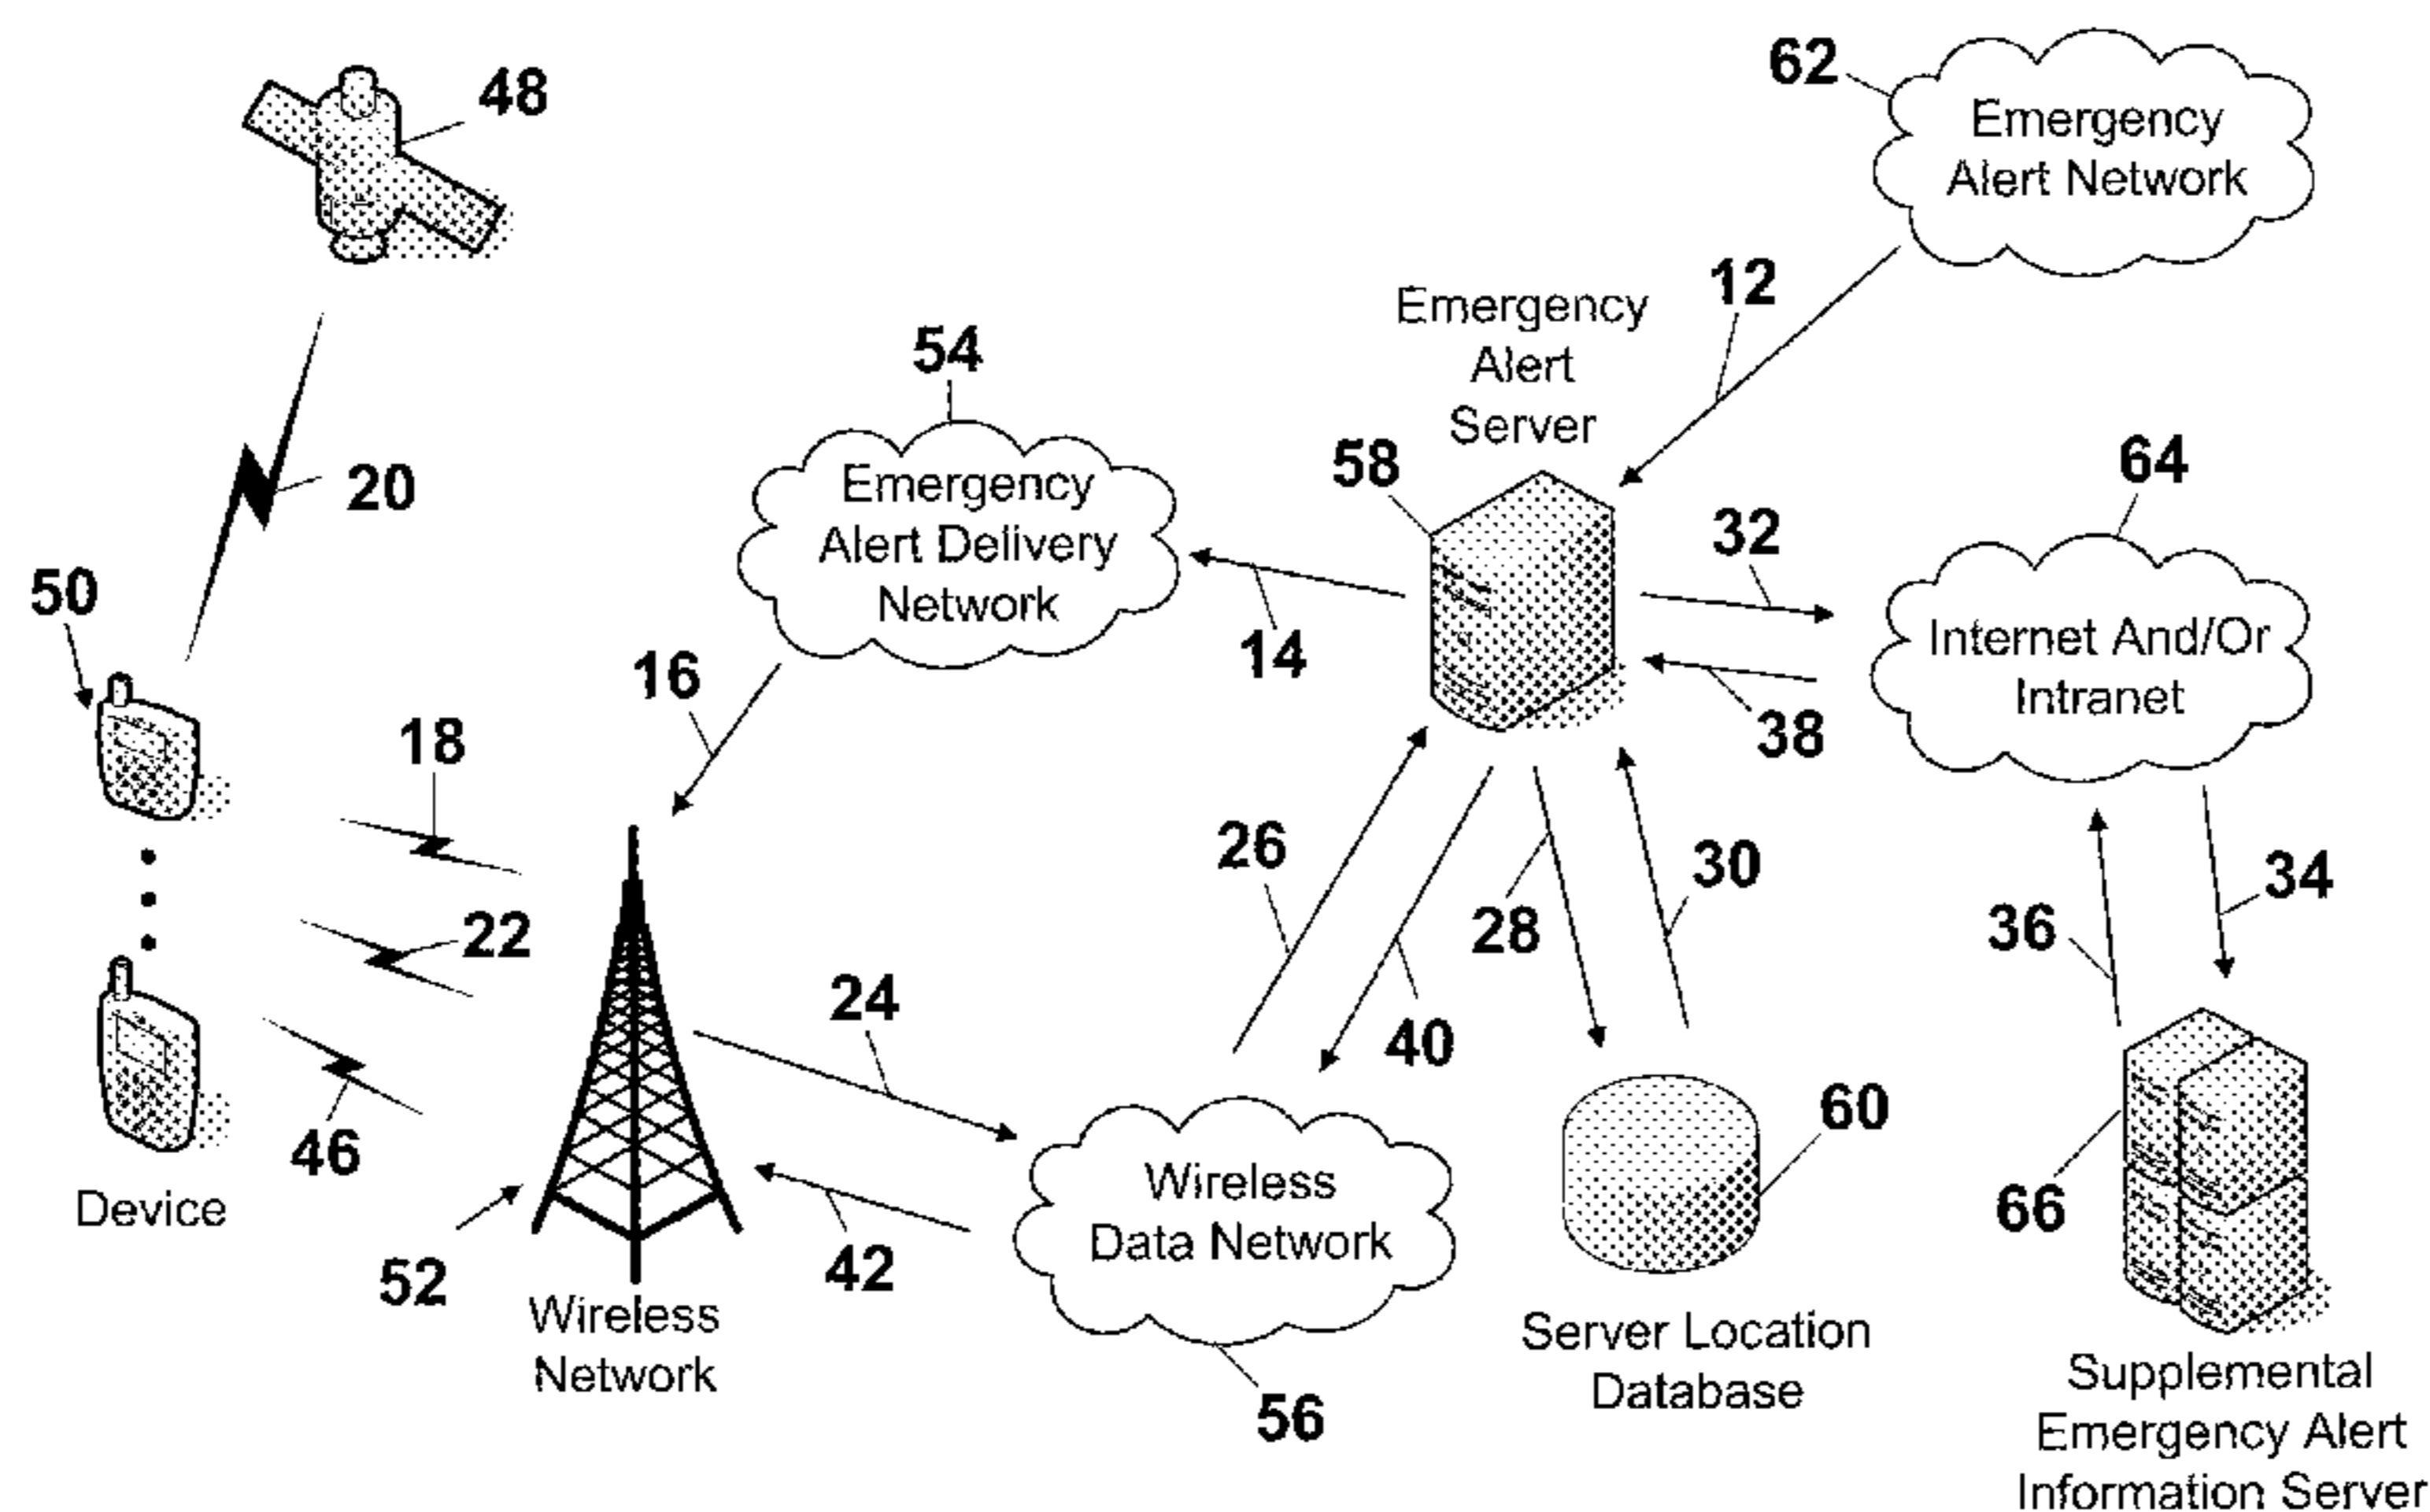 48
62
Emergency
Alert Network
12
Emergency
Alert
Server
54
58
64
20
Emergency
Alert Delivery
Network
32
50
14
Internet And/Or
Intranet
16
38
18
26
30
34
22
28
36
24
40
46
60
Device
Wireless
Data Network
66
52
42
Wireless
Network
Server Location
Database
56
Supplemental
Emergency Alert
Information Server